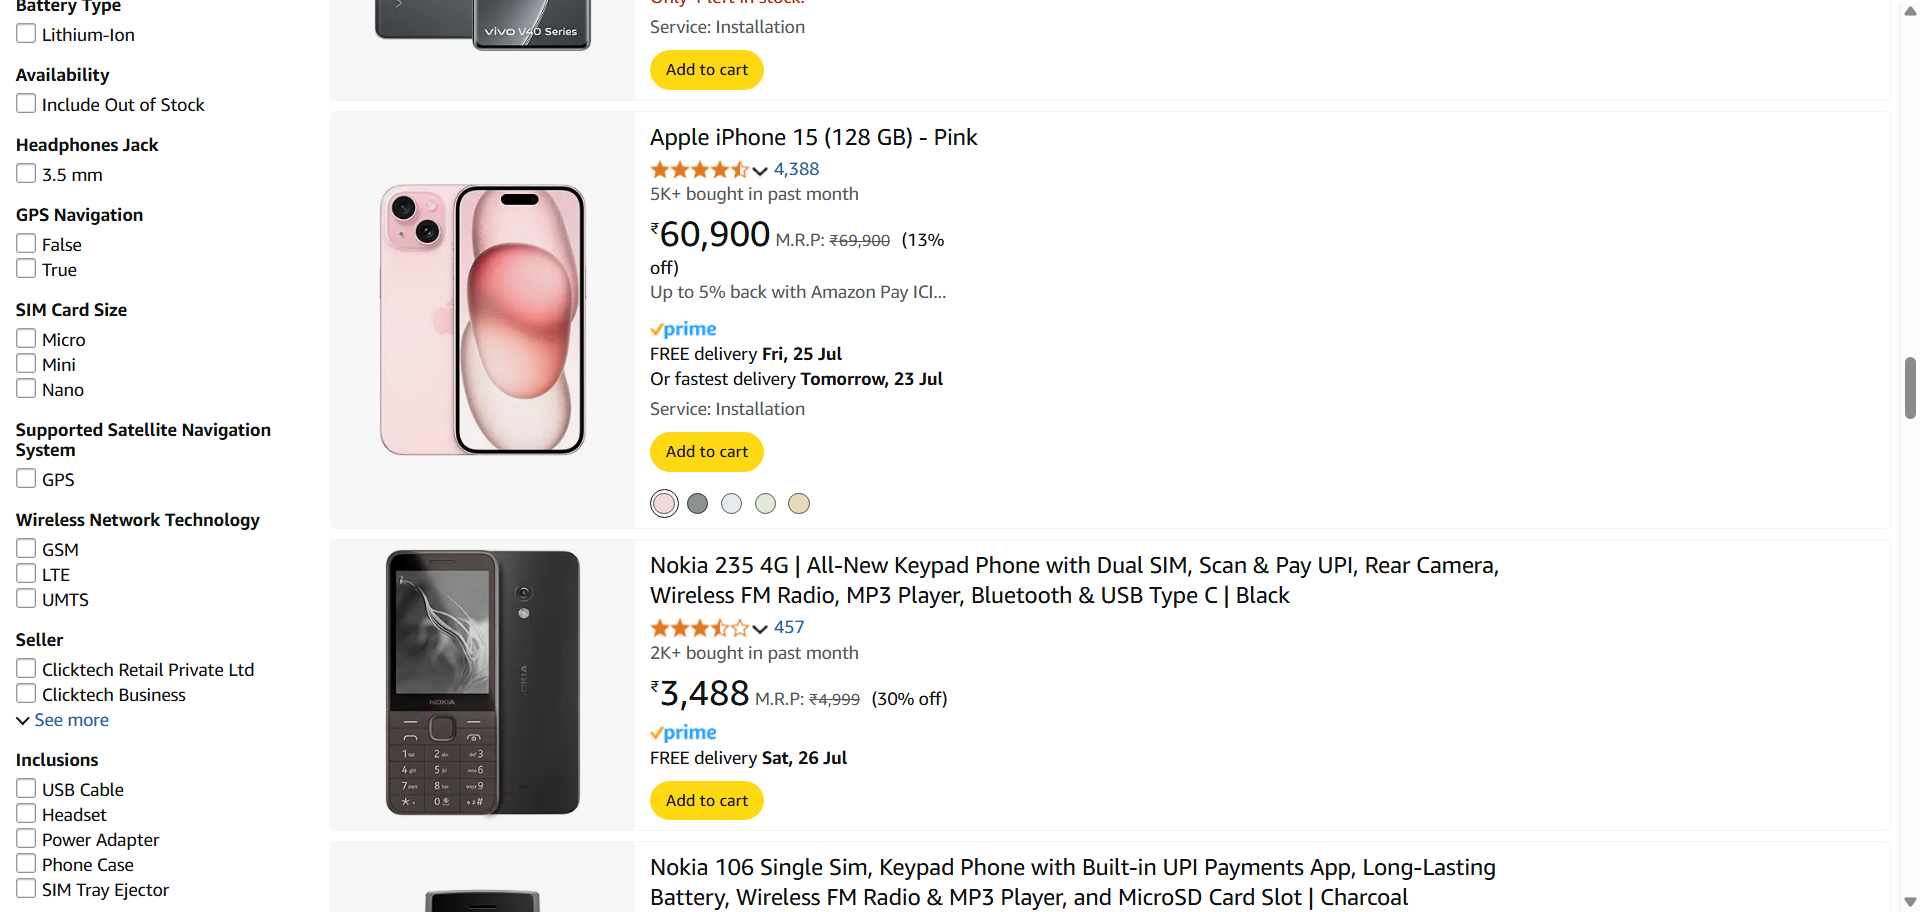 Battery Type
Lithium-Ion
Availability
Include Out of Stock
Headphones Jack
3.5 mm
GPS Navigation
False
True
SIM Card Size
Micro
Mini
Nano
Supported Satellite Navigation
System
GPS
Wireless Network Technology
GSM
LTE
UMTS
Seller
Clicktech Retail Private Ltd
Clicktech Business
See more
Inclusions
USB Cable
Headset
Power Adapter
Phone Case
SIM Tray Ejector
vivo V40 Series
Service: Installation
Add to cart
Apple iPhone 15 (128 GB) - Pink
4,388
5K+ bought in past month
₹60,900 M.R.P: ₹69,900 (13%
off)
Up to 5% back with Amazon Pay ICI...
prime
FREE delivery Fri, 25 Jul
Or fastest delivery Tomorrow, 23 Jul
Service: Installation
Add to cart
NOKIA
NOKIA
Nokia 235 4G | All-New Keypad Phone with Dual SIM, Scan & Pay UPI, Rear Camera,
Wireless FM Radio, MP3 Player, Bluetooth & USB Type C | Black
457
2K+ bought in past month
₹3,488 M.R.P: ₹4,999 (30% off)
prime
FREE delivery Sat, 26 Jul
Add to cart
Nokia 106 Single Sim, Keypad Phone with Built-in UPI Payments App, Long-Lasting
Battery, Wireless FM Radio & MP3 Player, and MicroSD Card Slot | Charcoal